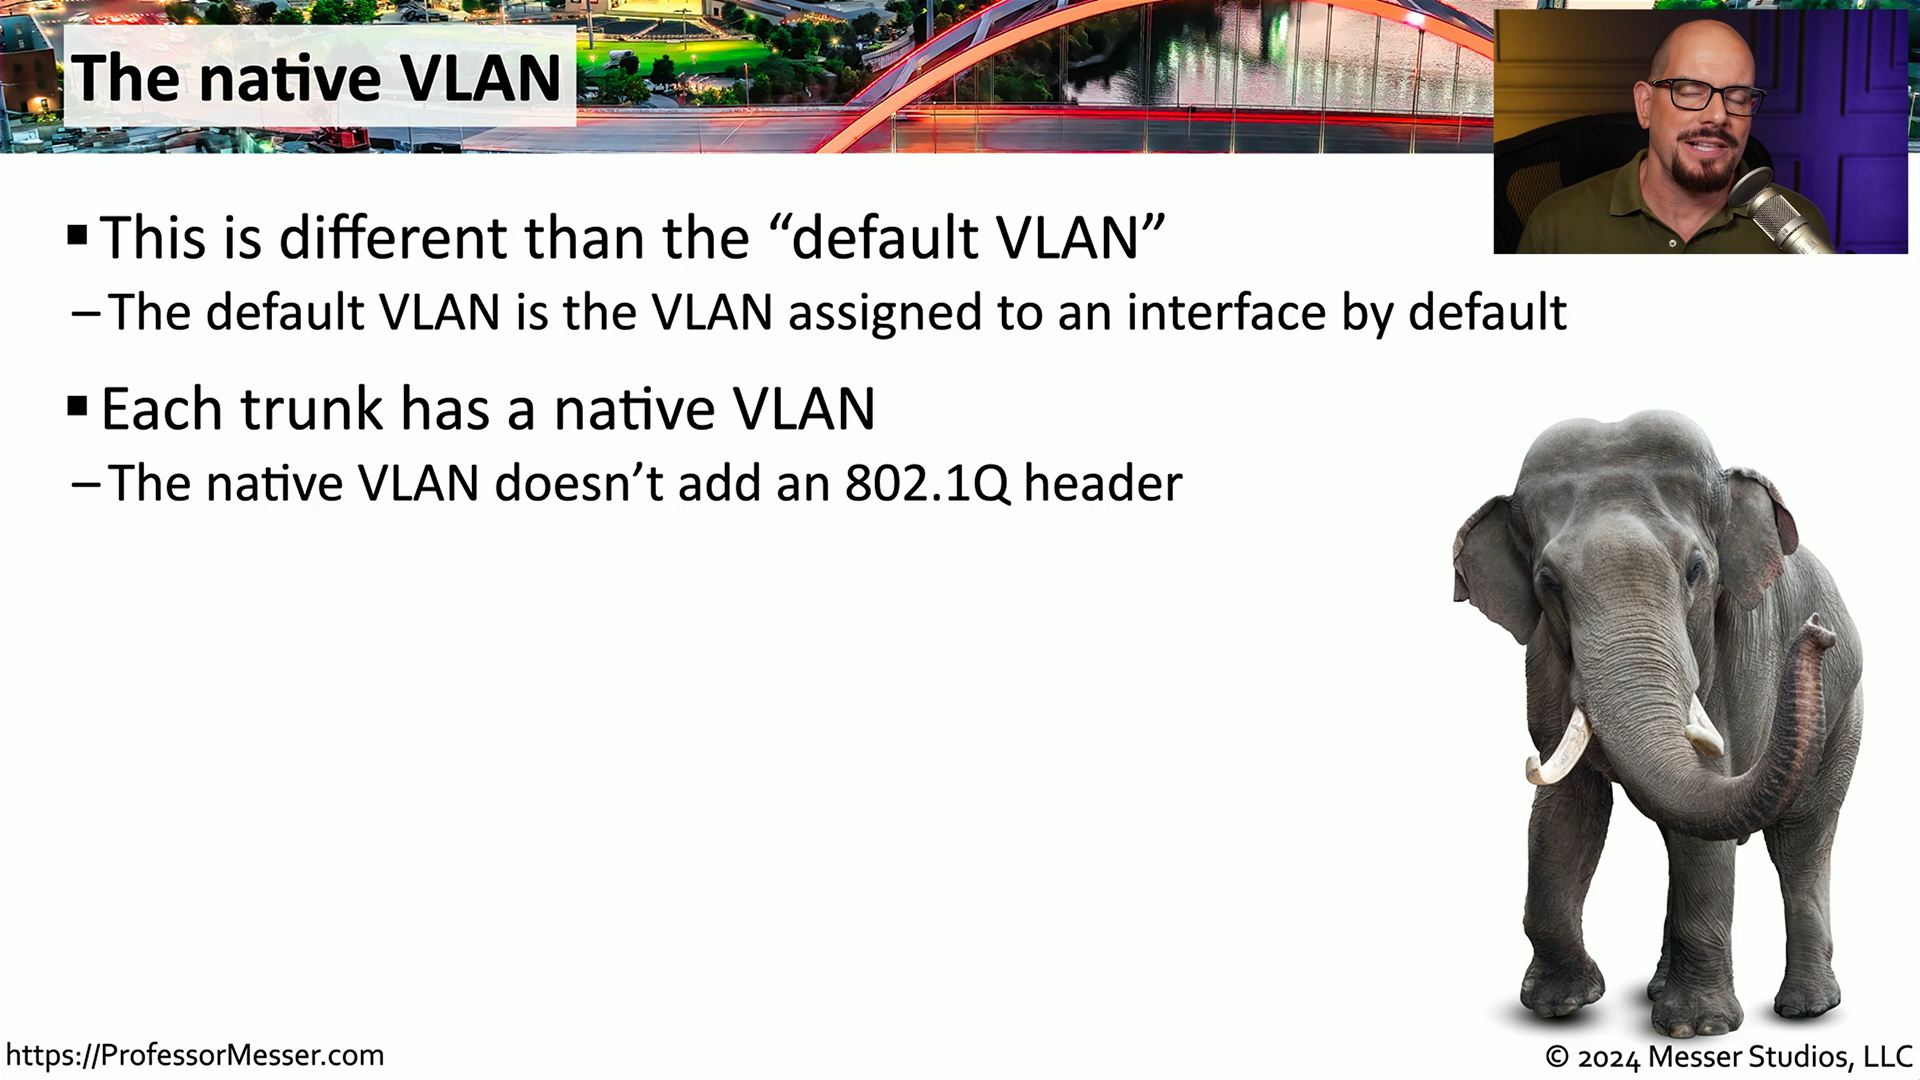 The native VLAN
▪ This is different than the “default VLAN”
– The default VLAN is the VLAN assigned to an interface by default
▪ Each trunk has a native VLAN
– The native VLAN doesn’t add an 802.1Q header
https://ProfessorMesser.com
© 2024 Messer Studios, LLC